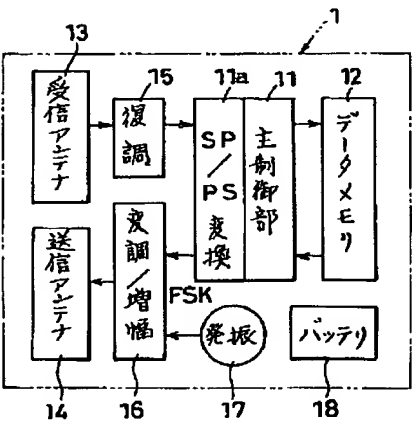 1
13
15
11a
11
12
受信アンテナ
復調
SP/PS変換
主制御部
データメモリ
送信アンテナ
変調/増幅
FSK
発振
バッテリ
14
16
17
18